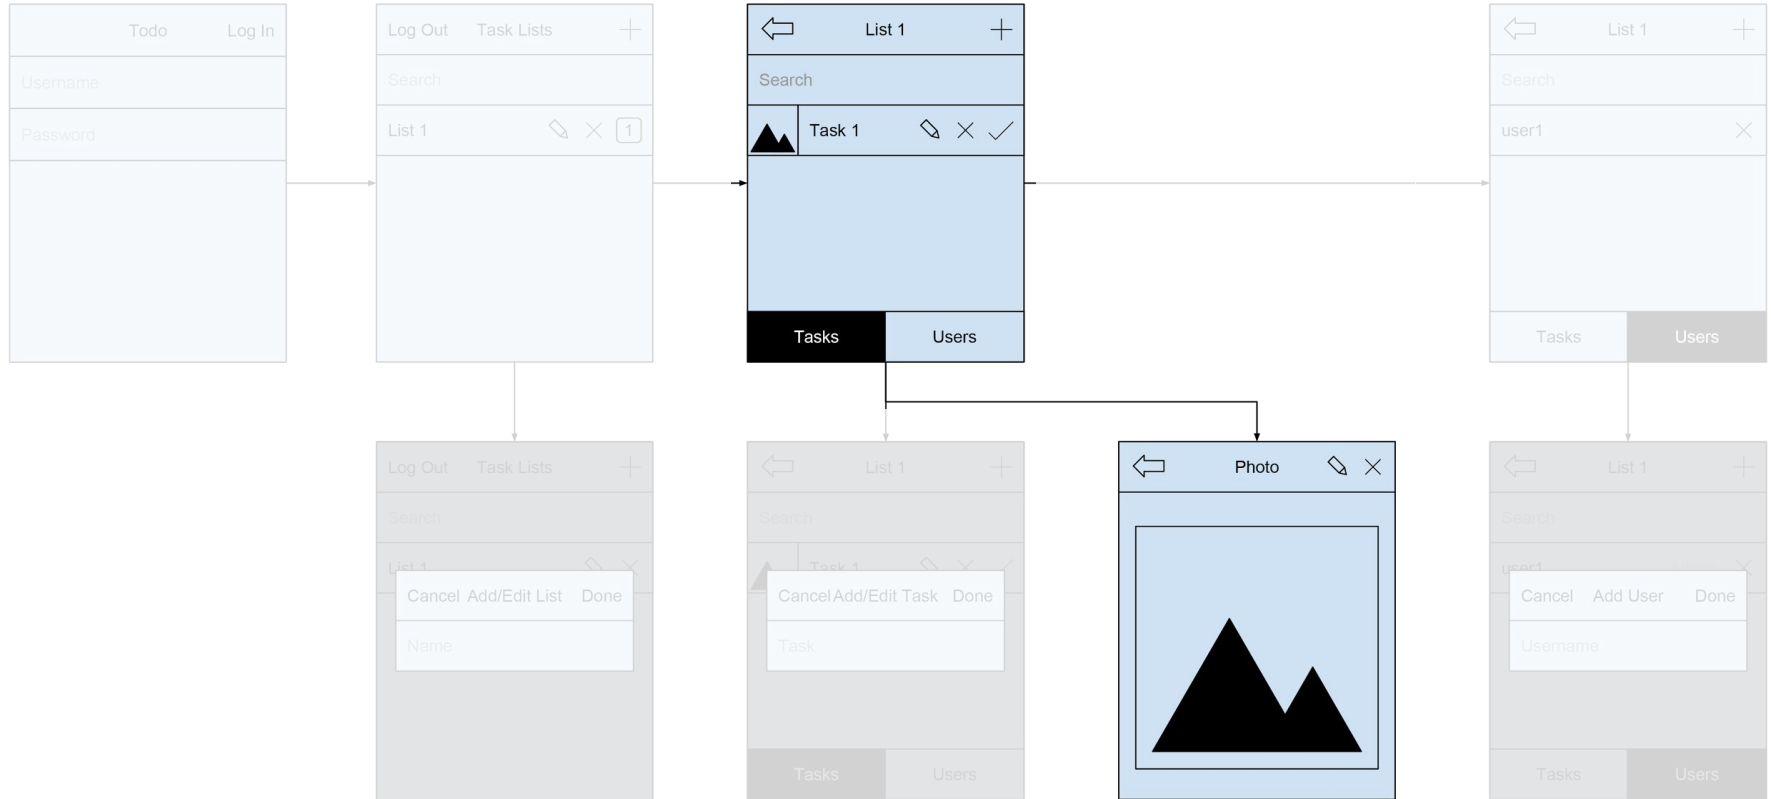 Todo Log In
Username
Password
Log Out Task Lists
Search
List 1 1
List 1
Search
Task 1
Tasks Users
List 1
Search
user1
Tasks Users
Log Out Task Lists
Search
List 1
Cancel Add/Edit List Done
Name
List 1
Search
Task 1
Cancel Add/Edit Task Done
Task
Tasks Users
Photo
List 1
Search
user1
Cancel Add User Done
Username
Tasks Users